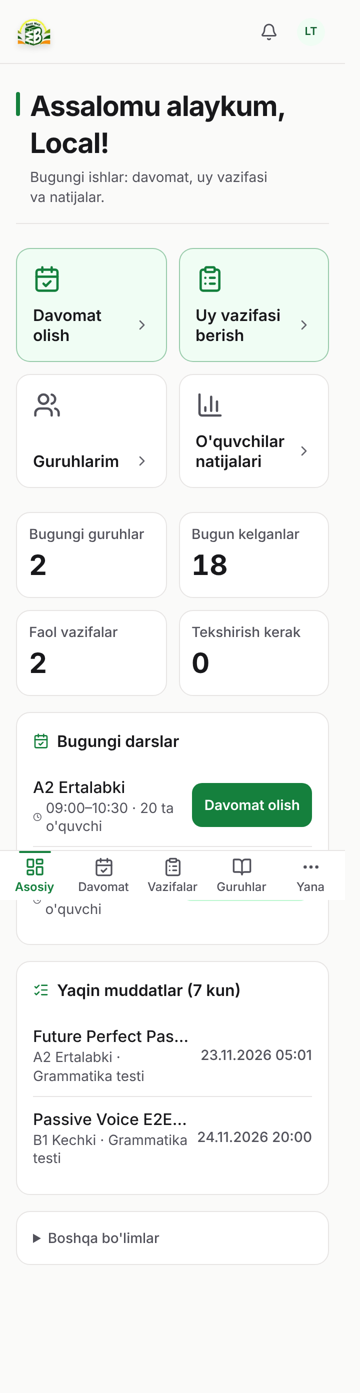 LT
Assalomu alaykum,
Local!
Bugungi ishlar: davomat, uy vazifasi
va natijalar.
Davomat
olish
Uy vazifasi
berish
Guruhlarim
O'quvchilar
natijalari
Bugungi guruhlar
2
Bugun kelganlar
18
Faol vazifalar
2
Tekshirish kerak
0
Bugungi darslar
A2 Ertalabki
09:00–10:30 · 20 ta
o'quvchi
Davomat olish
Asosiy
Davomat
Vazifalar
Guruhlar
Yana
o'quvchi
Yaqin muddatlar (7 kun)
Future Perfect Pas...
A2 Ertalabki ·
Grammatika testi
23.11.2026 05:01
Passive Voice E2E...
B1 Kechki · Grammatika
testi
24.11.2026 20:00
Boshqa bo'limlar